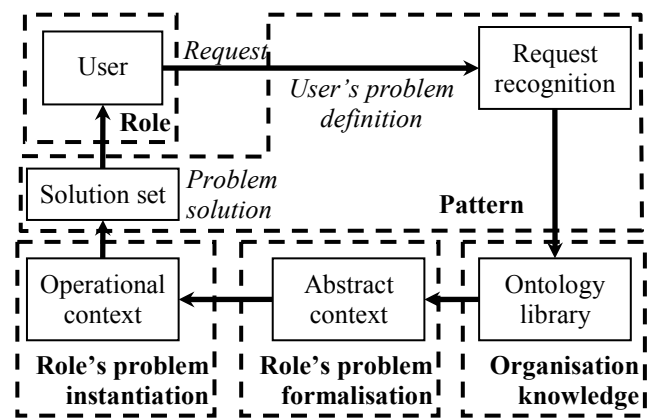 User
Request
Request
recognition
User's problem
definition
Role
Solution set
Problem
solution
Pattern
Operational
context
Abstract
context
Ontology
library
Role's problem
instantiation
Role's problem
formalisation
Organisation
knowledge